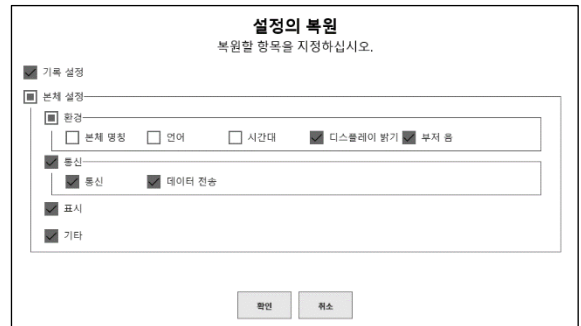 설정의 복원
복원할 항목을 지정하십시오.
기록 설정
본체 설정
환경
본체 명칭 언어 시간대 디스플레이 밝기 부저 음
통신
통신 데이터 전송
표시
기타
확인 취소